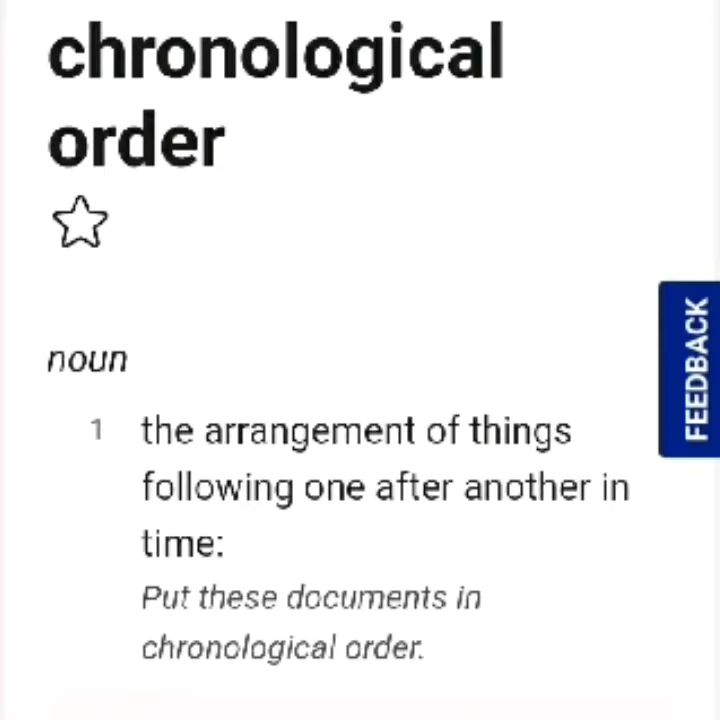 chronological
order
FEEDBACK
noun
1 the arrangement of things
following one after another in
time:
Put these documents in
chronological order.